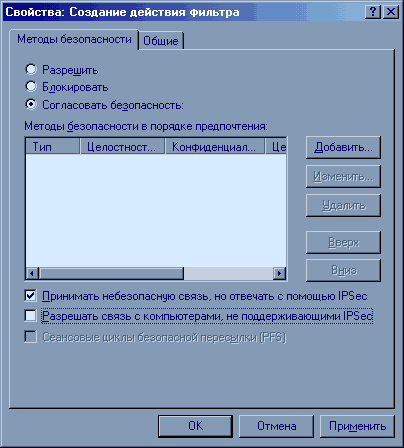 Свойства: Создание действия фильтра
Методы безопасности Общие
Разрешить
Блокировать
Согласовать безопасность:
Методы безопасности в порядке предпочтения:
Тип Целостност... Конфиденциал... Це
Добавить...
Изменить...
Удалить
Вверх
Вниз
Принимать небезопасную связь, но отвечать с помощью IPSec
Разрешать связь с компьютерами, не поддерживающими IPSec
Сеансовые циклы безопасной пересылки (PFS)
OK Отмена Применить